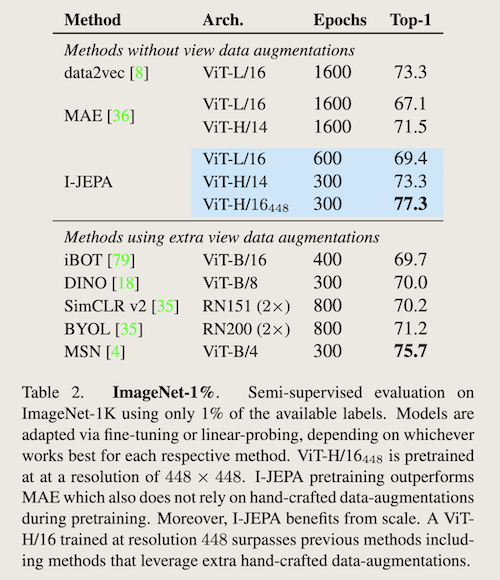 Method Arch. Epochs Top-1
Methods without view data augmentations
data2vec [8] ViT-L/16 1600 73.3
MAE [36] ViT-L/16 1600 67.1
ViT-H/14 1600 71.5
I-JEPA ViT-L/16 600 69.4
ViT-H/14 300 73.3
ViT-H/16448 300 77.3
Methods using extra view data augmentations
iBOT [79] ViT-B/16 400 69.7
DINO [18] ViT-B/8 300 70.0
SimCLR v2 [35] RN151 (2×) 800 70.2
BYOL [35] RN200 (2×) 800 71.2
MSN [4] ViT-B/4 300 75.7
Table 2. ImageNet-1%. Semi-supervised evaluation on
ImageNet-1K using only 1% of the available labels. Models are
adapted via fine-tuning or linear-probing, depending on whichever
works best for each respective method. ViT-H/16448 is pretrained
at at a resolution of 448 × 448. I-JEPA pretraining outperforms
MAE which also does not rely on hand-crafted data-augmentations
during pretraining. Moreover, I-JEPA benefits from scale. A ViT-
H/16 trained at resolution 448 surpasses previous methods includ-
ing methods that leverage extra hand-crafted data-augmentations.